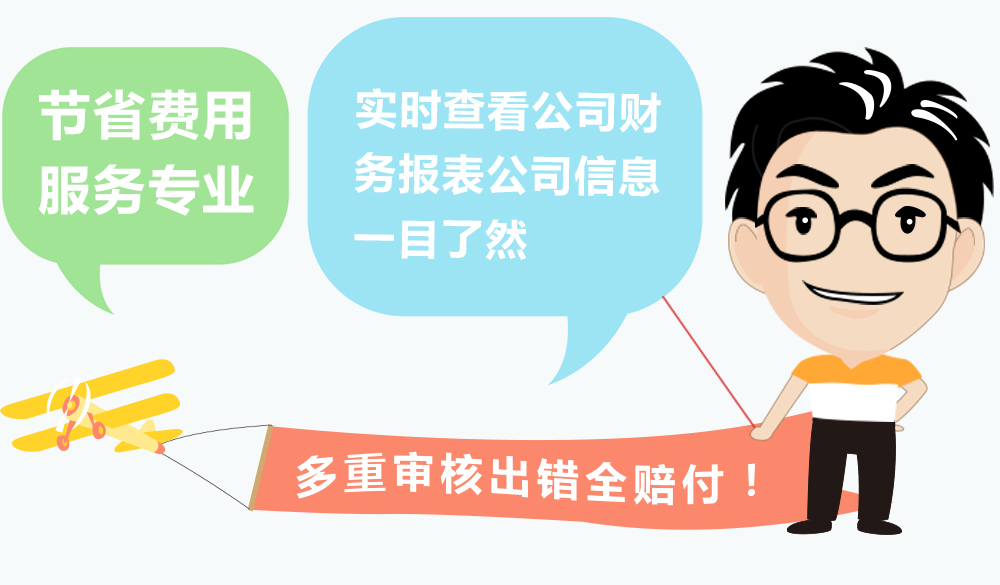 节省费用
服务专业
实时查看公司财
务报表公司信息
一目了然
多重审核出错全赔付！